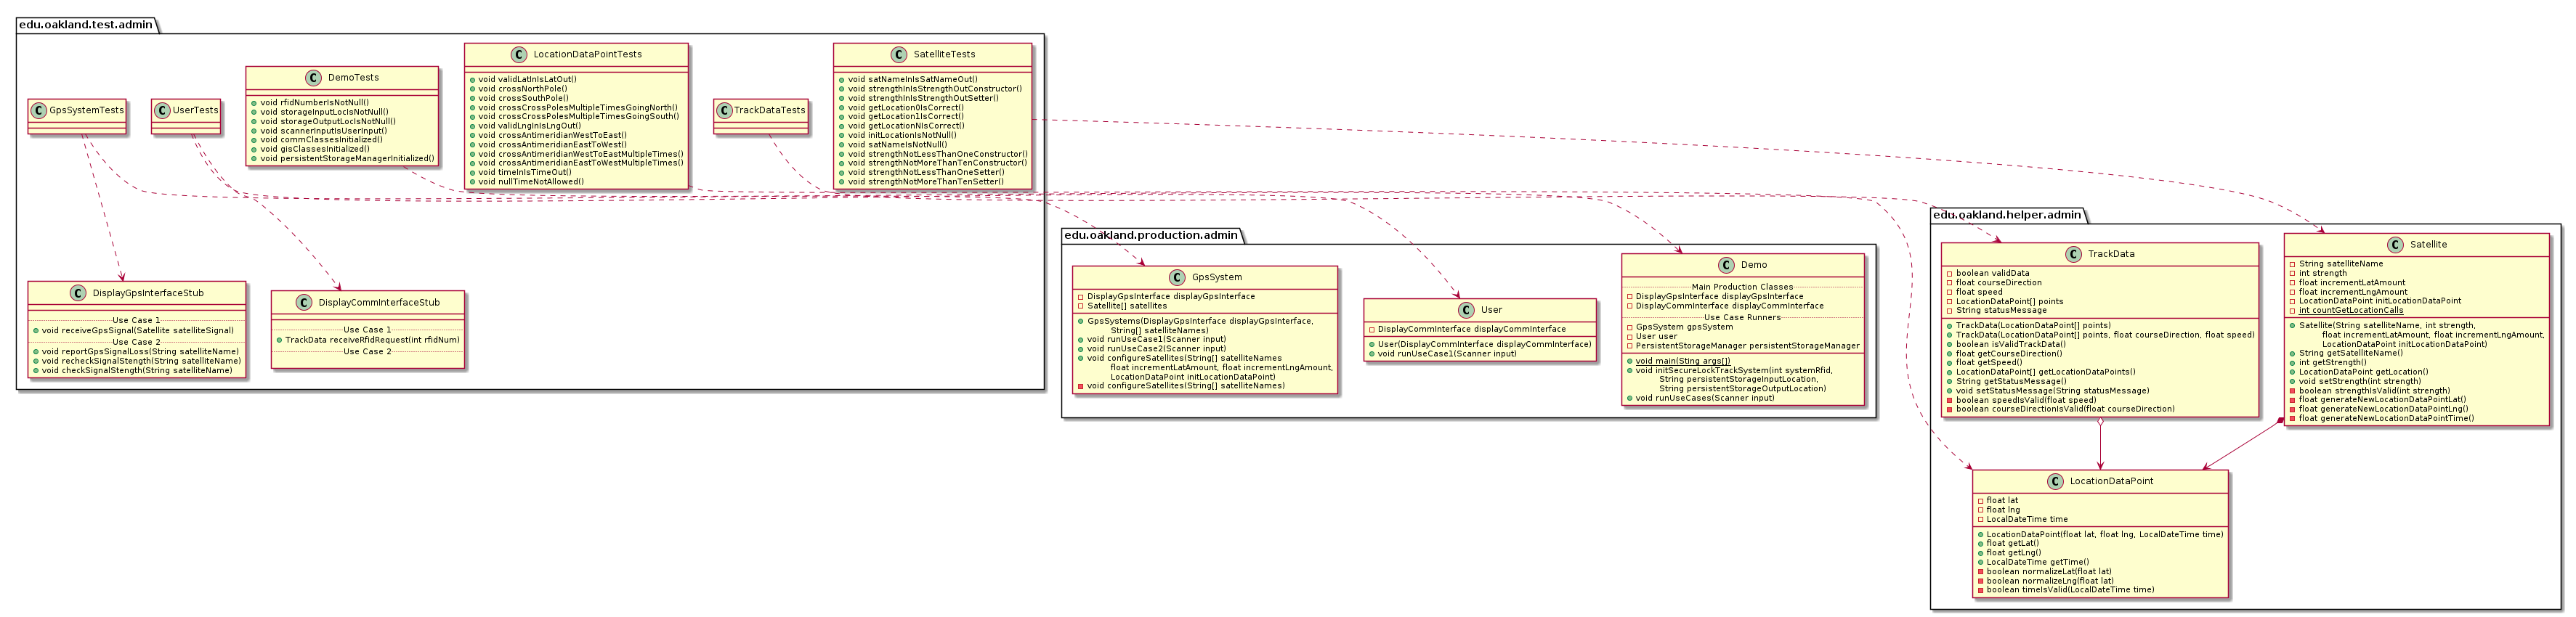 edu.oakland.test.admin
GpsSystemTests
UserTests
DemoTests
void rfidNumberIsNotNull()
void storageInputLocIsNotNull()
void storageOutputLocIsNotNull()
void scannerInputIsUserInput()
void commClassesInitialized()
void gisClassesInitialized()
void persistentStorageManagerInitialized()
LocationDataPointTests
void validLatInIsLatOut()
void crossNorthPole()
void crossSouthPole()
void crossCrossPolesMultipleTimesGoingNorth()
void crossCrossPolesMultipleTimesGoingSouth()
void validLngInIsLngOut()
void crossAntimeridianWestToEast()
void crossAntimeridianEastToWest()
void crossAntimeridianWestToEastMultipleTimes()
void crossAntimeridianEastToWestMultipleTimes()
void timeInIsTimeOut()
void nullTimeNotAllowed()
TrackDataTests
SatelliteTests
void satNameInIsSatNameOut()
void strengthInIsStrengthOutConstructor()
void strengthInIsStrengthOutSetter()
void getLocation0IsCorrect()
void getLocation1IsCorrect()
void getLocationNIsCorrect()
void initLocationIsNotNull()
void satNameIsNotNull()
void strengthNotLessThanOneConstructor()
void strengthNotMoreThanTenConstructor()
void strengthNotLessThanOneSetter()
void strengthNotMoreThanTenSetter()
DisplayGpsInterfaceStub
Use Case 1
void receiveGpsSignal(Satellite satelliteSignal)
Use Case 2
void reportGpsSignalLoss(String satelliteName)
void recheckSignalStength(String satelliteName)
void checkSignalStength(String satelliteName)
DisplayCommInterfaceStub
Use Case 1
TrackData receiveRfidRequest(int rfidNum)
Use Case 2
edu.oakland.production.admin
GpsSystem
DisplayGpsInterface displayGpsInterface
Satellite[] satellites
GpsSystems(DisplayGpsInterface displayGpsInterface,
String[] satelliteNames)
void runUseCase1(Scanner input)
void runUseCase2(Scanner input)
void configureSatellites(String[] satelliteNames
float incrementLatAmount, float incrementLngAmount,
LocationDataPoint initLocationDataPoint)
void configureSatellites(String[] satelliteNames)
User
DisplayCommInterface displayCommInterface
User(DisplayCommInterface displayCommInterface)
void runUseCase1(Scanner input)
Demo
Main Production Classes
DisplayGpsInterface displayGpsInterface
DisplayCommInterface displayCommInterface
Use Case Runners
GpsSystem gpsSystem
User user
PersistentStorageManager persistentStorageManager
void main(Sting args[])
void initSecureLockTrackSystem(int systemRfid,
String persistentStorageInputLocation,
String persistentStorageOutputLocation)
void runUseCases(Scanner input)
edu.oakland.helper.admin
TrackData
boolean validData
float courseDirection
float speed
LocationDataPoint[] points
String statusMessage
TrackData(LocationDataPoint[] points)
TrackData(LocationDataPoint[] points, float courseDirection, float speed)
boolean isValidTrackData()
float getCourseDirection()
float getSpeed()
LocationDataPoint[] getLocationDataPoints()
String getStatusMessage()
void setStatusMessage(String statusMessage)
boolean speedIsValid(float speed)
boolean courseDirectionIsValid(float courseDirection)
Satellite
String satelliteName
int strength
float incrementLatAmount
float incrementLngAmount
LocationDataPoint initLocationDataPoint
int countGetLocationCalls
Satellite(String satelliteName, int strength,
float incrementLatAmount, float incrementLngAmount,
LocationDataPoint initLocationDataPoint)
String getSatelliteName()
int getStrength()
LocationDataPoint getLocation()
void setStrength(int strength)
boolean strengthIsValid(int strength)
float generateNewLocationDataPointLat()
float generateNewLocationDataPointLng()
float generateNewLocationDataPointTime()
LocationDataPoint
float lat
float lng
LocalDateTime time
LocationDataPoint(float lat, float lng, LocalDateTime time)
float getLat()
float getLng()
LocalDateTime getTime()
boolean normalizeLat(float lat)
boolean normalizeLng(float lat)
boolean timeIsValid(LocalDateTime time)